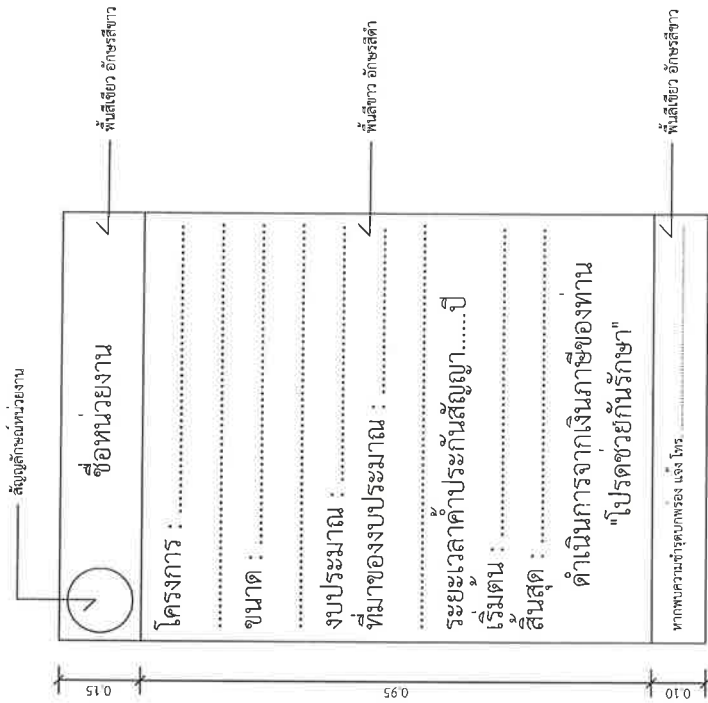 สัญญลักษณ์หน่วยงาน
ชื่อหน่วยงาน
พื้นสีเขียว อักษรสีขาว
โครงการ : ........................................
........................................
ขนาด : ........................................
........................................
งบประมาณ : ........................................
ที่มาของงบประมาณ : ........................................
........................................
ระยะเวลาค้ำประกันสัญญา.....ปี
เริ่มต้น : ........................................
สิ้นสุด : ........................................
ดำเนินการจากเงินภาษีของท่าน
"โปรดช่วยกันรักษา"
พื้นสีขาว อักษรสีดำ
หากพบความชำรุดบกพร่อง แจ้ง โทร. ........................................
พื้นสีเขียว อักษรสีขาว
0.15
0.95
0.10